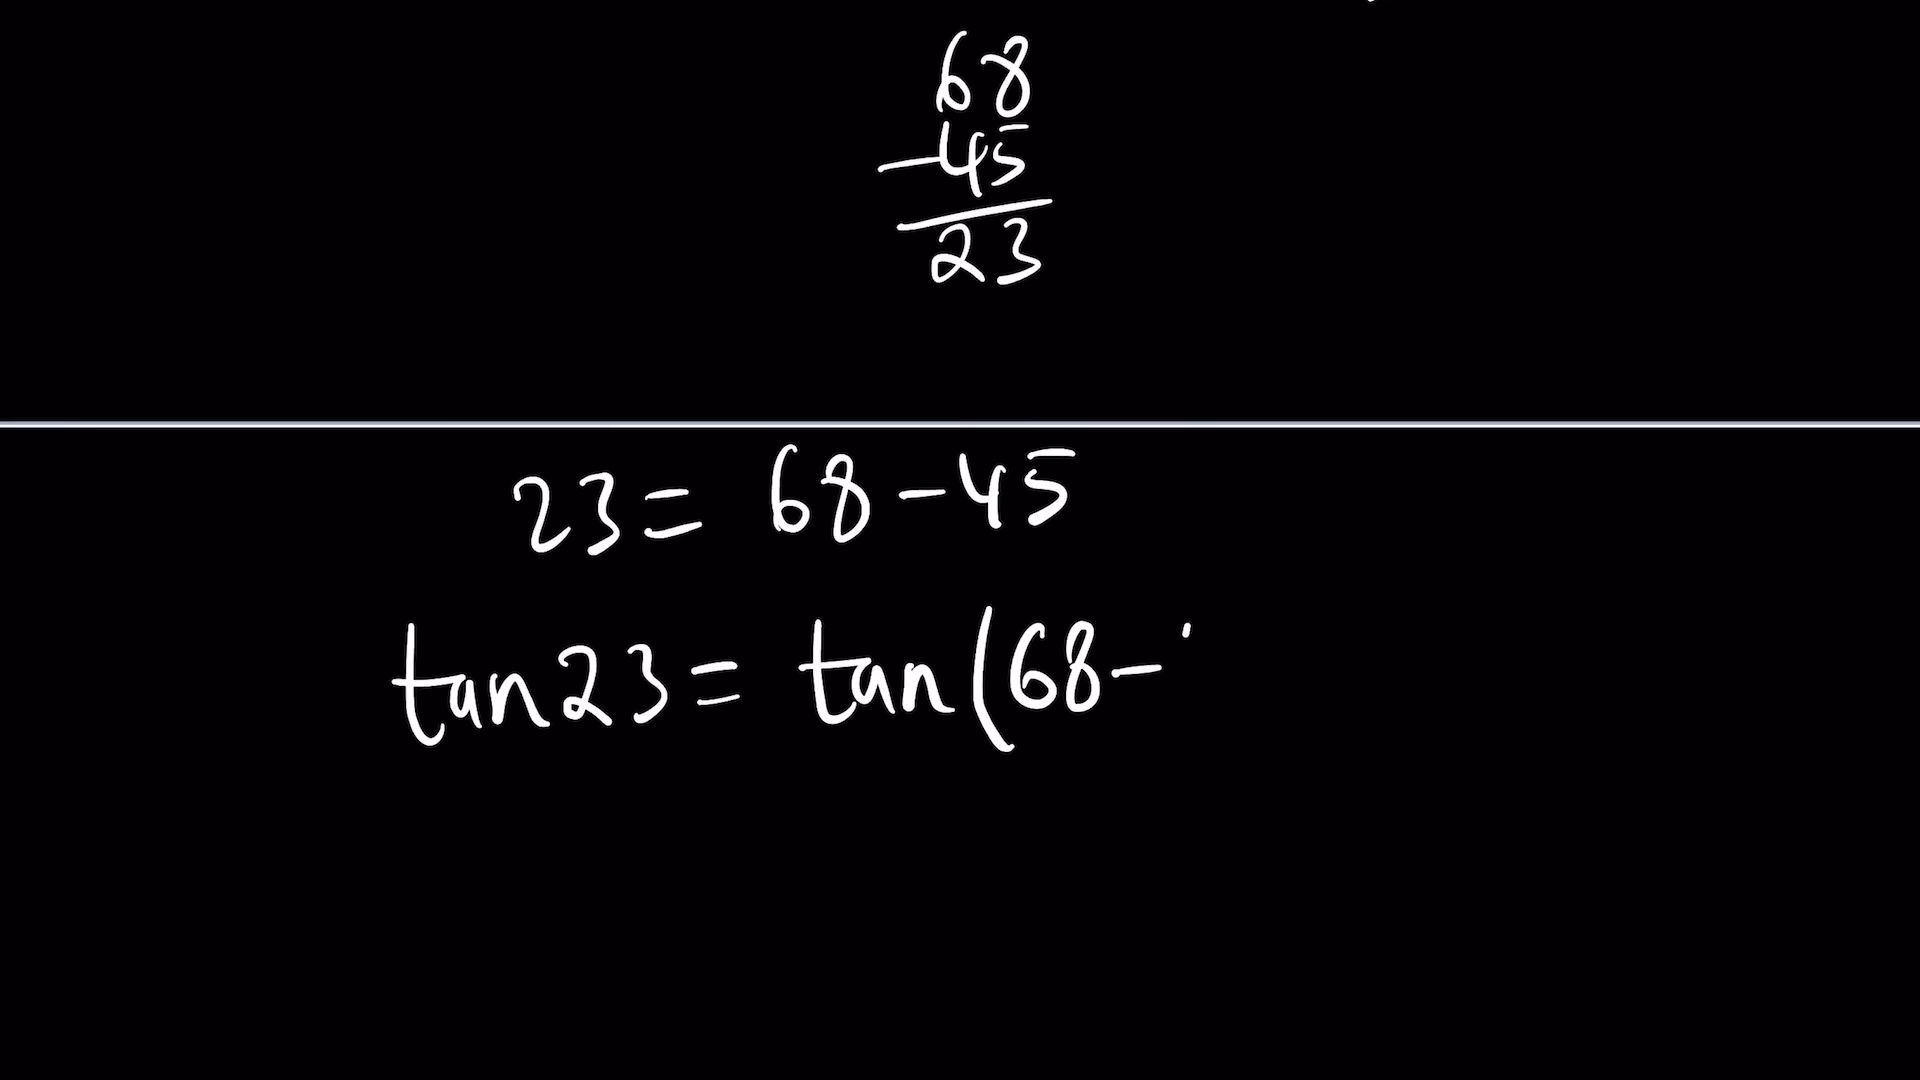 68
-45
23
23 = 68-45
tan23 = tan(68-